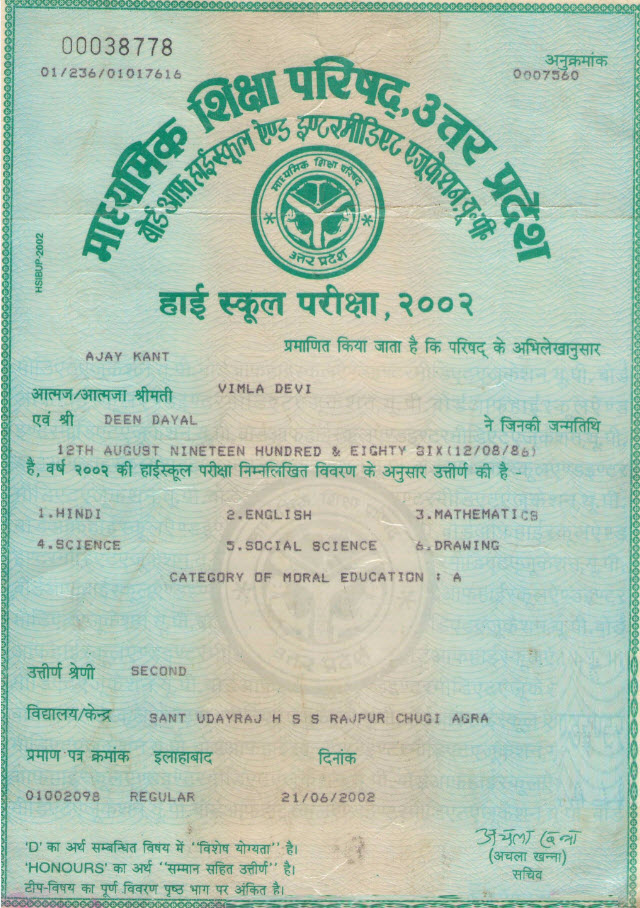 00038778
अनुक्रमांक
01/236/01017616
0007560
माध्यमिक शिक्षा परिषद्, उत्तर प्रदेश
बोर्ड आफ हाईस्कूल ऐण्ड इण्टरमीडिएट एजूकेशन, यू० पी०
माध्यमिक शिक्षा परिषद
उत्तर प्रदेश
HSIBUP-2002
हाई स्कूल परीक्षा, २००२
प्रमाणित किया जाता है कि परिषद् के अभिलेखानुसार
AJAY KANT
आत्मज/आत्मजा श्रीमती VIMLA DEVI
एवं श्री DEEN DAYAL ने जिनकी जन्मतिथि
12TH AUGUST NINETEEN HUNDRED & EIGHTY SIX(12/08/86)
है, वर्ष २००२ की हाईस्कूल परीक्षा निम्नलिखित विवरण के अनुसार उत्तीर्ण की है
1.HINDI 2.ENGLISH 3.MATHEMATICS
4.SCIENCE 5.SOCIAL SCIENCE 6.DRAWING
CATEGORY OF MORAL EDUCATION : A
उत्तीर्ण श्रेणी SECOND
विद्यालय/केन्द्र SANT UDAYRAJ H S S RAJPUR CHUGI AGRA
प्रमाण पत्र क्रमांक इलाहाबाद दिनांक
01002098 REGULAR 21/06/2002
'D' का अर्थ सम्बन्धित विषय में ''विशेष योग्यता'' है।
'HONOURS' का अर्थ ''सम्मान सहित उत्तीर्ण'' है।
टीप-विषय का पूर्ण विवरण पृष्ठ भाग पर अंकित है।
अचला खन्ना
(अचला खन्ना)
सचिव